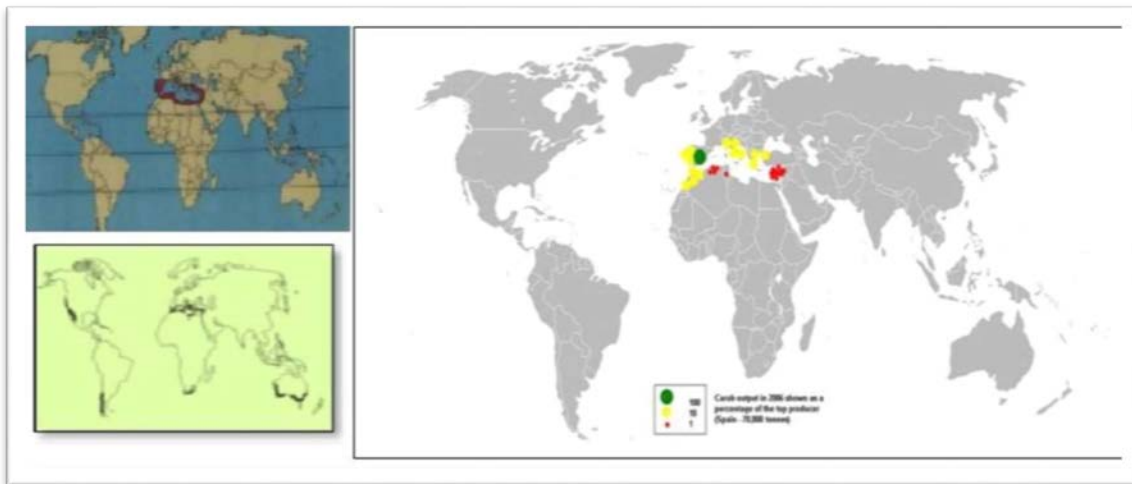 100
10
1
Carob output in 2006 shown as a
percentage of the top producer
(Spain - 70,000 tonnes)